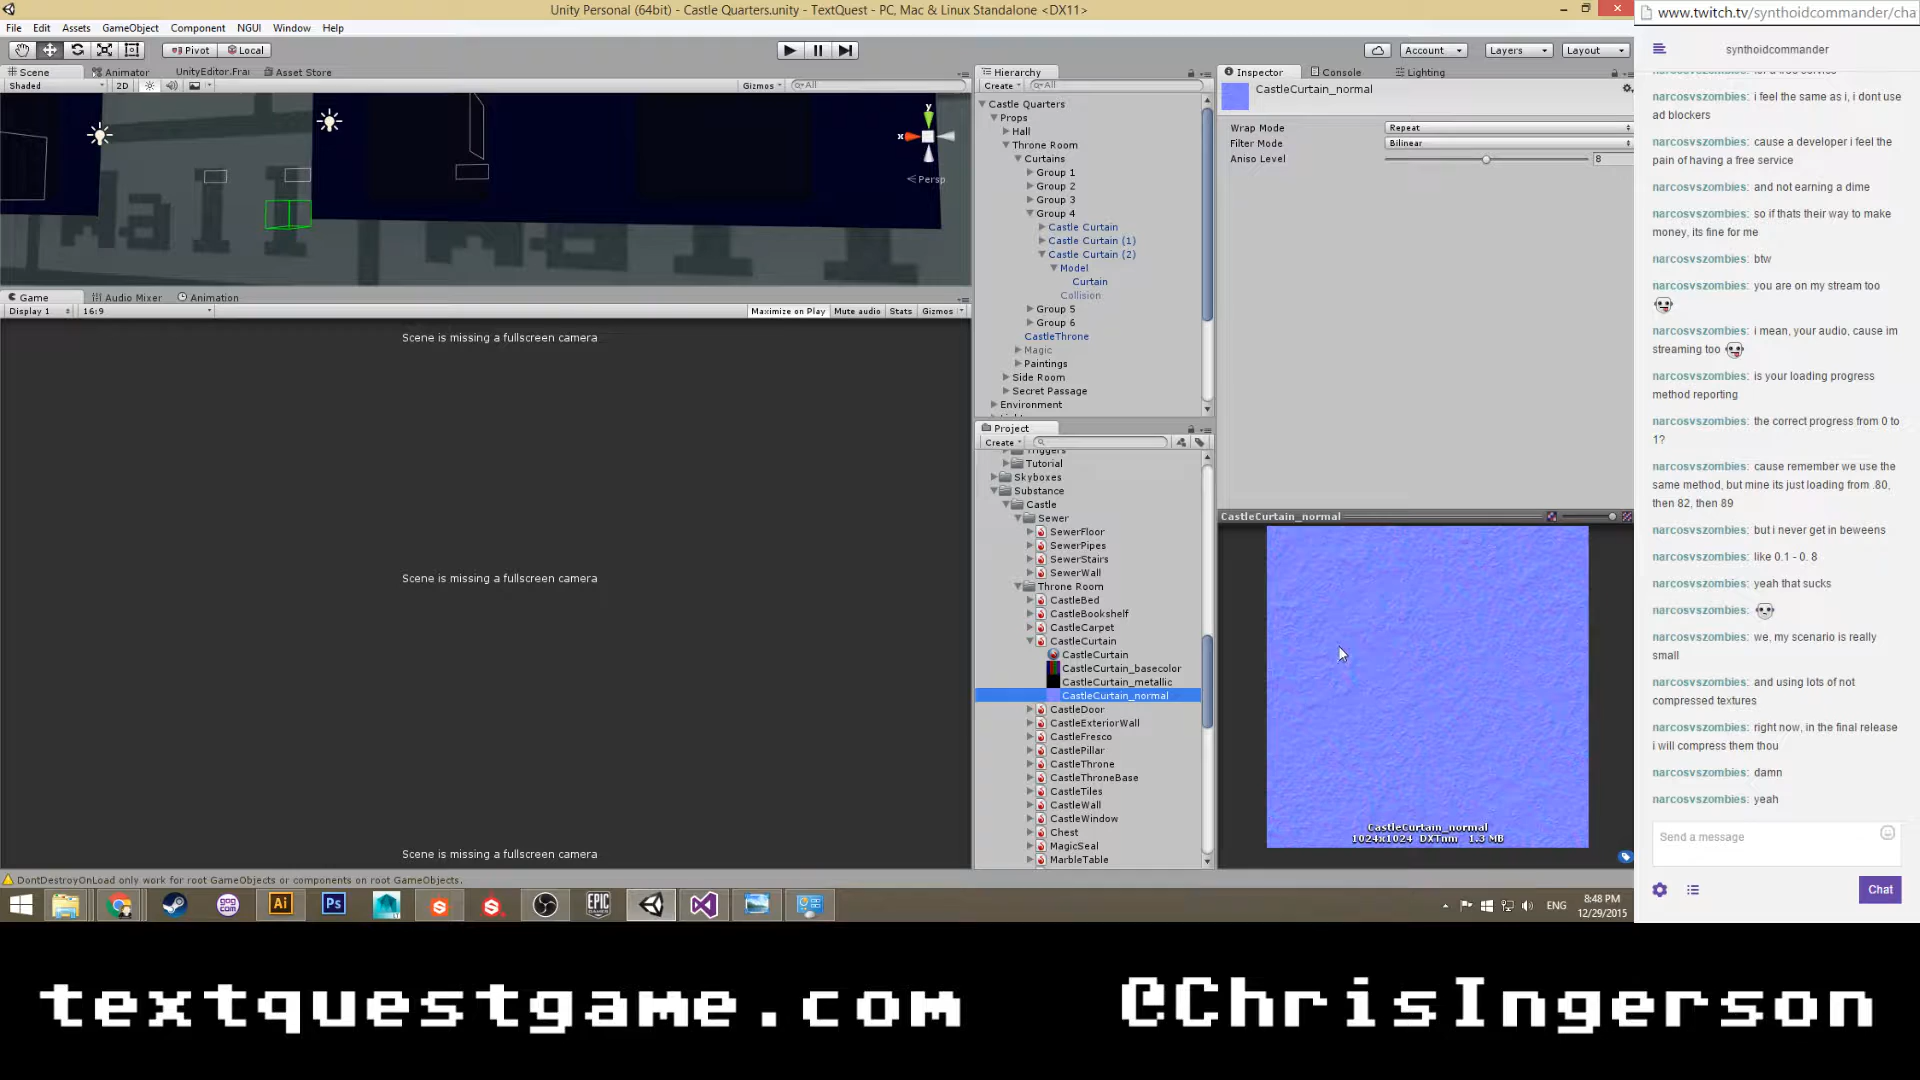 Unity Personal (64bit) - Castle Quarters.unity - TextQuest - PC, Mac & Linux Standalone <DX11>
File Edit Assets GameObject Component NGUI Window Help
Pivot Local
Account Layers Layout
Scene Animator UnityEditor.Fra Asset Store
Shaded 2D Gizmos All
y
x
Persp
Wall Wall
Game Audio Mixer Animation
Display 1 16:9 Maximize on Play Mute audio Stats Gizmos
Scene is missing a fullscreen camera
Scene is missing a fullscreen camera
Scene is missing a fullscreen camera
DontDestroyOnLoad only work for root GameObjects or components on root GameObjects.
Hierarchy
Create All
Castle Quarters
Props
Hall
Throne Room
Curtains
Group 1
Group 2
Group 3
Group 4
Castle Curtain
Castle Curtain (1)
Castle Curtain (2)
Model
Curtain
Collision
Group 5
Group 6
CastleThrone
Magic
Paintings
Side Room
Secret Passage
Environment
Project
Create
Triggers
Tutorial
Skyboxes
Substance
Castle
Sewer
SewerFloor
SewerPipes
SewerStairs
SewerWall
Throne Room
CastleBed
CastleBookshelf
CastleCarpet
CastleCurtain
CastleCurtain
CastleCurtain_basecolor
CastleCurtain_metallic
CastleCurtain_normal
CastleDoor
CastleExteriorWall
CastleFresco
CastlePillar
CastleThrone
CastleThroneBase
CastleTiles
CastleWall
CastleWindow
Chest
MagicSeal
MarbleTable
Inspector Console Lighting
CastleCurtain_normal
Wrap Mode Repeat
Filter Mode Bilinear
Aniso Level 8
CastleCurtain_normal
CastleCurtain_normal
1024x1024 DXTnm 1.3 MB
www.twitch.tv/synthoidcommander/cha
synthoidcommander
for a free service
narcosvszombies: i feel the same as i, i dont use
ad blockers
narcosvszombies: cause a developer i feel the
pain of having a free service
narcosvszombies: and not earning a dime
narcosvszombies: so if thats their way to make
money, its fine for me
narcosvszombies: btw
narcosvszombies: you are on my stream too
narcosvszombies: i mean, your audio, cause im
streaming too
narcosvszombies: is your loading progress
method reporting
narcosvszombies: the correct progress from 0 to
1?
narcosvszombies: cause remember we use the
same method, but mine its just loading from .80,
then 82, then 89
narcosvszombies: but i never get in beweens
narcosvszombies: like 0.1 - 0. 8
narcosvszombies: yeah that sucks
narcosvszombies:
narcosvszombies: we, my scenario is really
small
narcosvszombies: and using lots of not
compressed textures
narcosvszombies: right now, in the final release
i will compress them thou
narcosvszombies: damn
narcosvszombies: yeah
Send a message
Chat
gog.com Ai Ps EPIC GAMES
ENG
8:48 PM
12/29/2015
textquestgame.com @ChrisIngerson